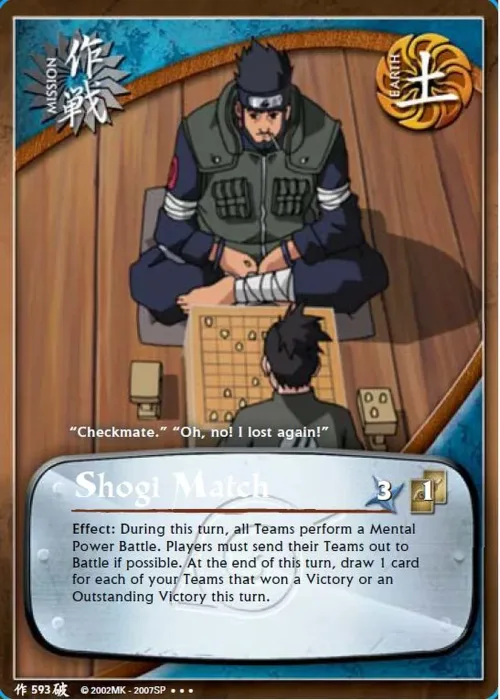 MISSION
作戦
EARTH
土
"Checkmate." "Oh, no! I lost again!"
Shogi Match
3
1
Effect: During this turn, all Teams perform a Mental
Power Battle. Players must send their Teams out to
Battle if possible. At the end of this turn, draw 1 card
for each of your Teams that won a Victory or an
Outstanding Victory this turn.
作 593 破 © 2002MK - 2007SP